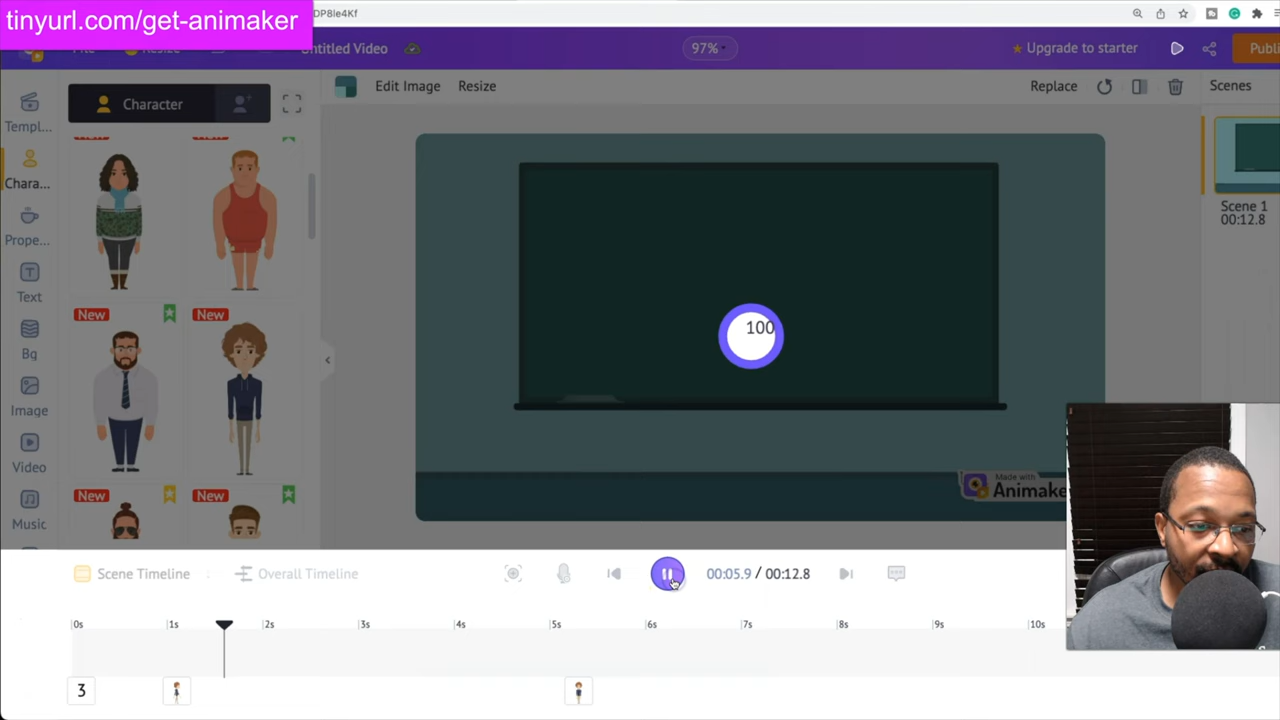 tinyurl.com/get-animaker
DP8le4Kf
Untitled Video
97%
Upgrade to starter
Publi
Templ...
Chara...
Prope...
Text
Bg
Image
Video
Music
Character
New
New
New
New
Edit Image
Resize
Replace
Scenes
Scene 1
00:12.8
100
Made with
Animake
Scene Timeline
Overall Timeline
00:05.9 / 00:12.8
0s
1s
2s
3s
4s
5s
6s
7s
8s
9s
10s
3